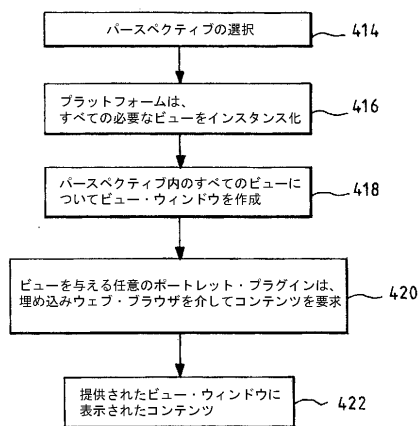 パースペクティブの選択
414
プラットフォームは、
すべての必要なビューをインスタンス化
416
パースペクティブ内のすべてのビューに
ついてビュー・ウィンドウを作成
418
ビューを与える任意のポートレット・プラグインは、
埋め込みウェブ・ブラウザを介してコンテンツを要求
420
提供されたビュー・ウィンドウに
表示されたコンテンツ
422